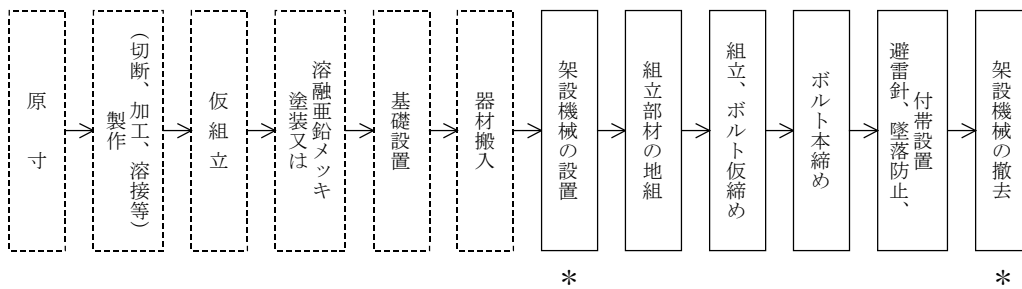 原寸
製作
(切断、加工、溶接等)
仮組立
塗装又は
溶融亜鉛メッキ
基礎設置
器材搬入
架設機械の設置
組立部材の地組
組立、ボルト仮締め
ボルト本締め
避雷針、墜落防止、
付帯設置
架設機械の撤去
＊
＊